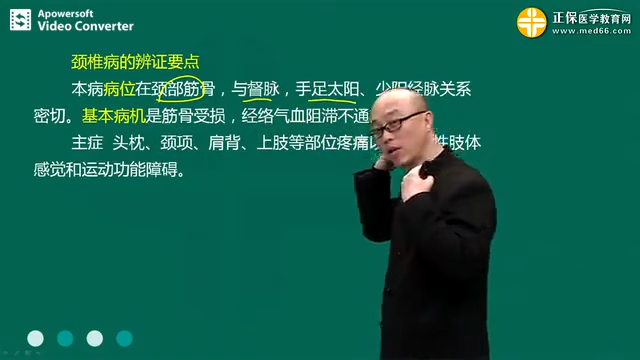 Apowersoft
Video Converter
正保医学教育网
www.med66.com
颈椎病的辨证要点
本病病位在颈部筋骨，与督脉，手足太阳、少阳经脉关系
密切。基本病机是筋骨受损，经络气血阻滞不通
主症 头枕、颈项、肩背、上肢等部位疼痛 性肢体
感觉和运动功能障碍。